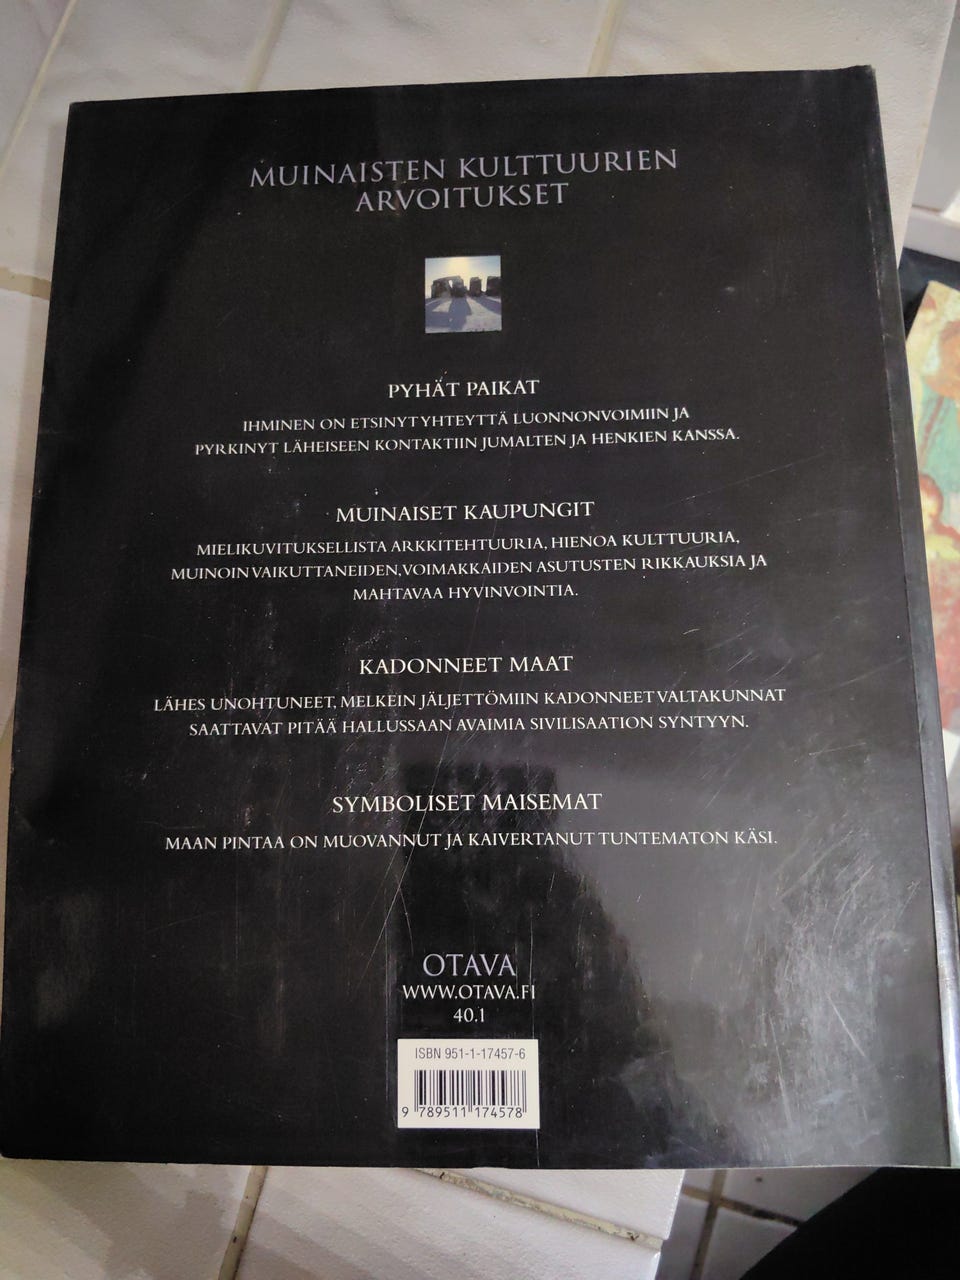 MUINAISTEN KULTTUURIEN
ARVOITUKSET
PYHÄT PAIKAT
IHMINEN ON ETSINYT YHTEYTTÄ LUONNONVOIMIIN JA
PYRKINYT LÄHEISEEN KONTAKTIIN JUMALTEN JA HENKIEN KANSSA.
MUINAISET KAUPUNGIT
MIELIKUVITUKSELLISTA ARKKITEHTUURIA, HIENOA KULTTUURIA,
MUINOIN VAIKUTTANEIDEN, VOIMAKKAIDEN ASUTUSTEN RIKKAUKSIA JA
MAHTAVAA HYVINVOINTIA.
KADONNEET MAAT
LÄHES UNOHTUNEET, MELKEIN JÄLJETTÖMIIN KADONNEET VALTAKUNNAT
SAATTAVAT PITÄÄ HALLUSSAAN AVAIMIA SIVILISAATION SYNTYYN.
SYMBOLISET MAISEMAT
MAAN PINTAA ON MUOVANNUT JA KAIVERTANUT TUNTEMATON KÄSI.
OTAVA
WWW.OTAVA.FI
40.1
ISBN 951-1-17457-6
9 789511 174578